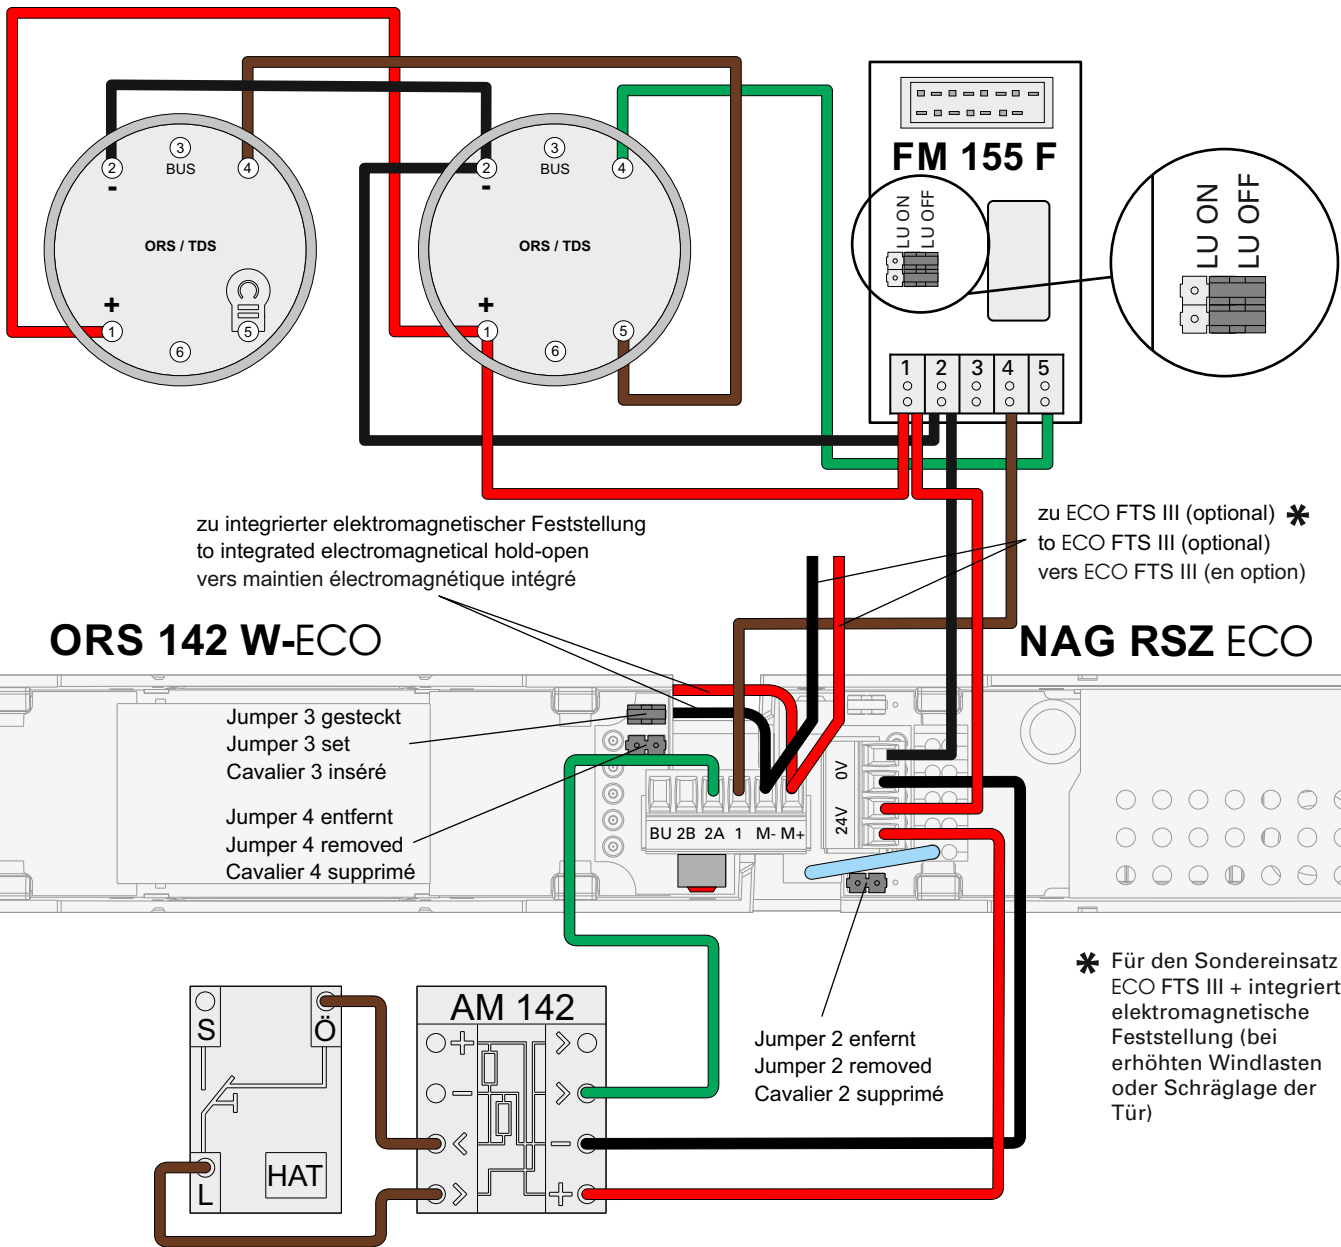 3
BUS
2
4
-
ORS / TDS
+
1
5
6
3
BUS
2
4
-
ORS / TDS
+
1
5
6
FM 155 F
LU ON
LU OFF
LU ON
LU OFF
1 2 3 4 5
zu integrierter elektromagnetischer Feststellung
to integrated electromagnetical hold-open
vers maintien électromagnétique intégré
zu ECO FTS III (optional) *
to ECO FTS III (optional)
vers ECO FTS III (en option)
ORS 142 W-ECO
NAG RSZ ECO
Jumper 3 gesteckt
Jumper 3 set
Cavalier 3 inséré
Jumper 4 entfernt
Jumper 4 removed
Cavalier 4 supprimé
BU 2B 2A 1 M- M+
0V
24V
Jumper 2 enfernt
Jumper 2 removed
Cavalier 2 supprimé
* Für den Sondereinsatz
ECO FTS III + integriert
elektromagnetische
Feststellung (bei
erhöhten Windlasten
oder Schräglage der
Tür)
S
Ö
L
HAT
AM 142
+ >
- >
< -
> +